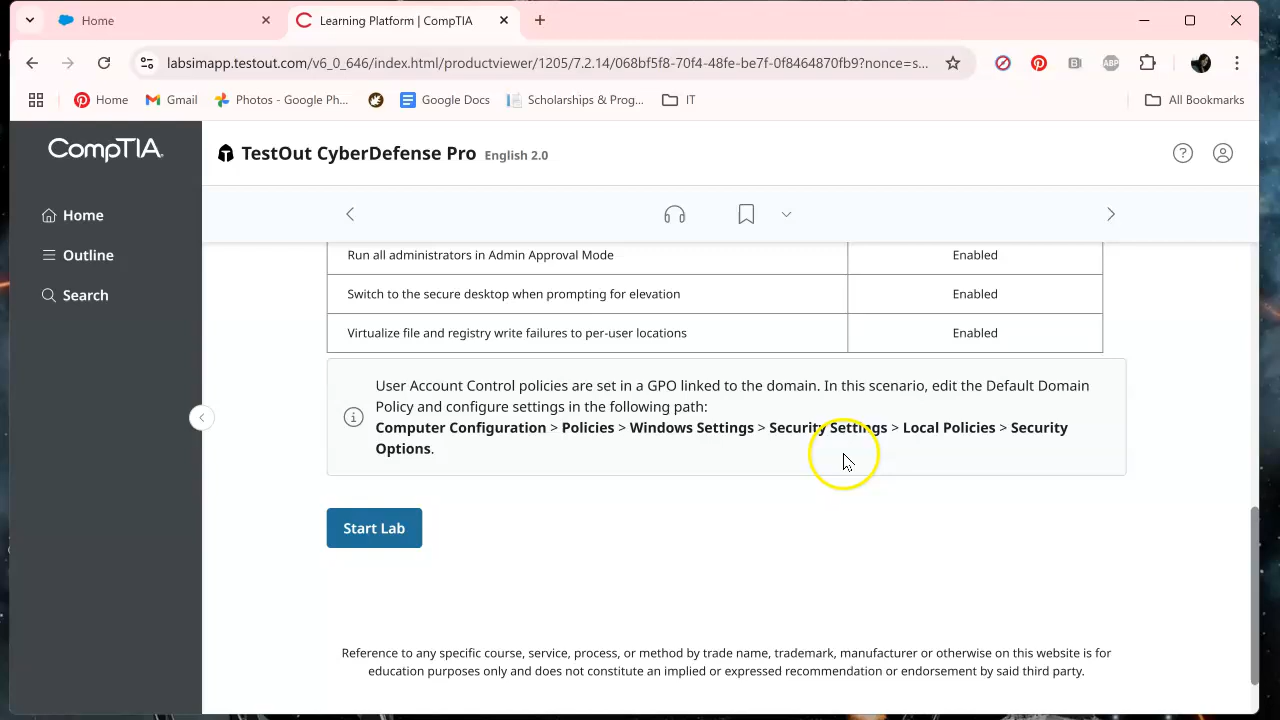 Home
Learning Platform | CompTIA
labsimapp.testout.com/v6_0_646/index.html/productviewer/1205/7.2.14/068bf5f8-70f4-48fe-be7f-0f8464870fb9?nonce=s...
Home
Gmail
Photos - Google Ph...
Google Docs
Scholarships & Prog...
IT
All Bookmarks
CompTIA.
TestOut CyberDefense Pro English 2.0
Home
Outline
Search
Run all administrators in Admin Approval Mode Enabled
Switch to the secure desktop when prompting for elevation Enabled
Virtualize file and registry write failures to per-user locations Enabled
User Account Control policies are set in a GPO linked to the domain. In this scenario, edit the Default Domain
Policy and configure settings in the following path:
Computer Configuration > Policies > Windows Settings > Security Settings > Local Policies > Security
Options.
Start Lab
Reference to any specific course, service, process, or method by trade name, trademark, manufacturer or otherwise on this website is for
education purposes only and does not constitute an implied or expressed recommendation or endorsement by said third party.